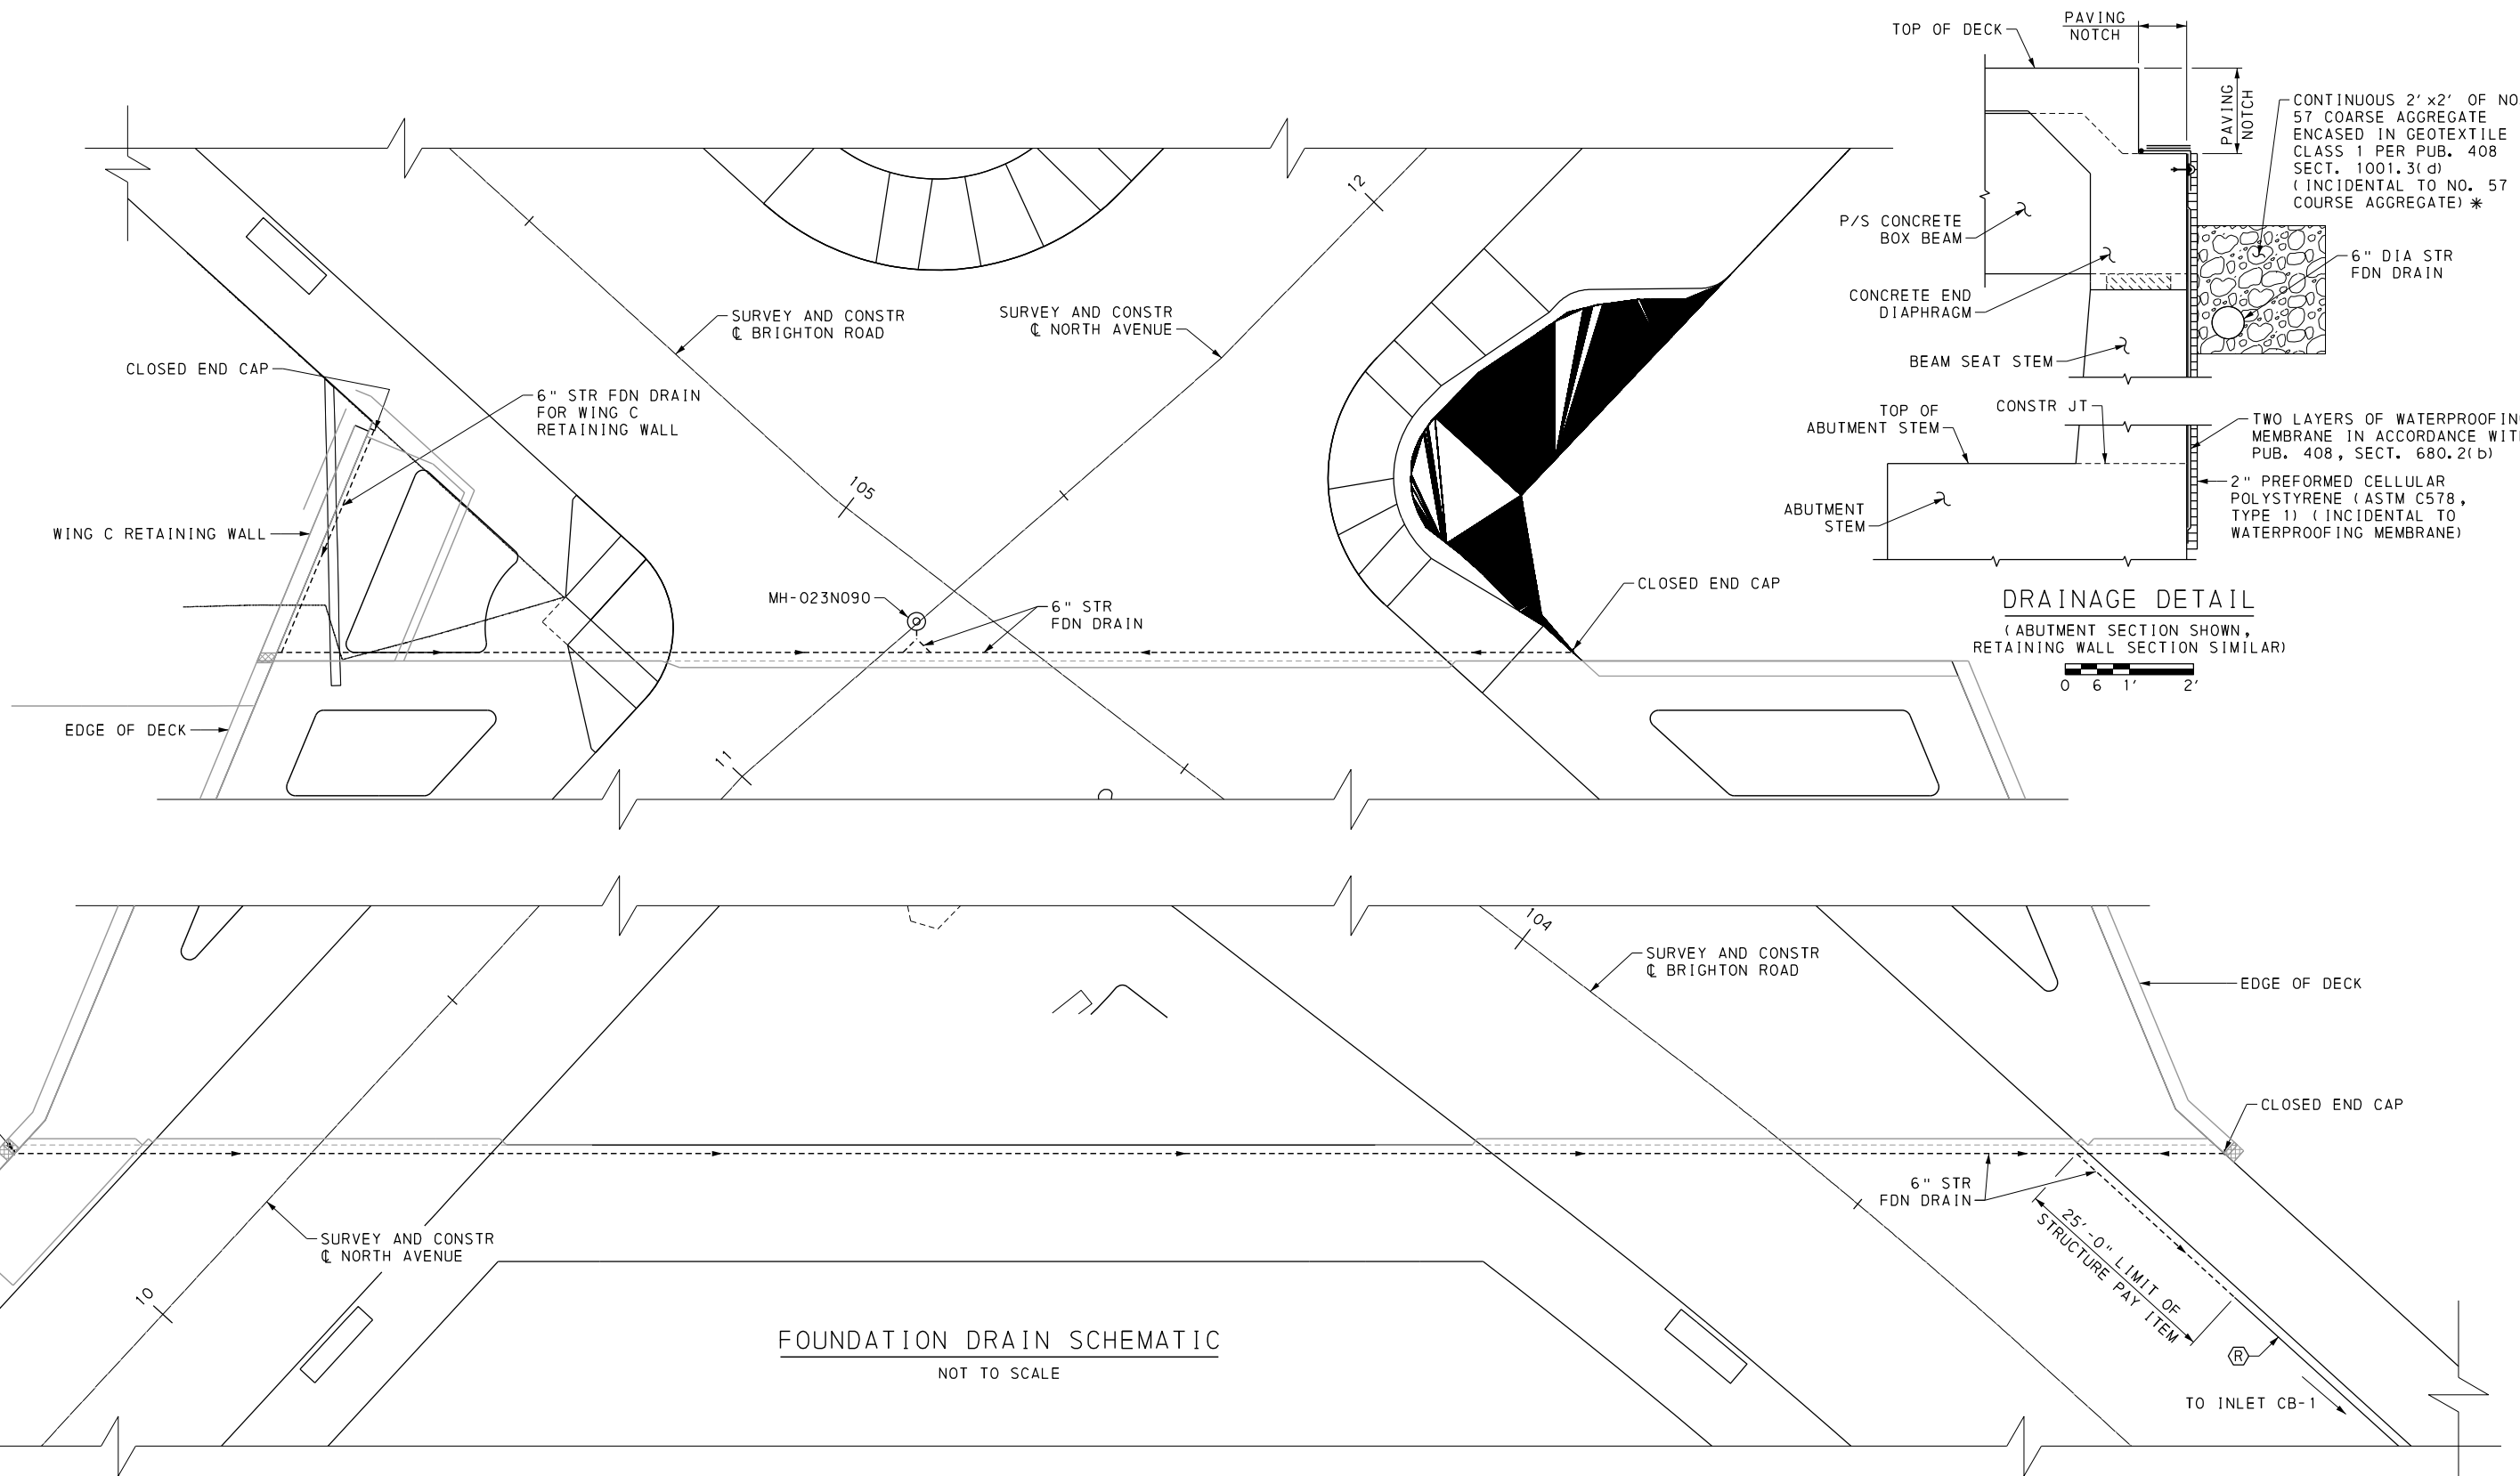 TOP OF DECK
PAVING
NOTCH
PAVING
NOTCH
CONTINUOUS 2'x2' OF NO
57 COARSE AGGREGATE
ENCASED IN GEOTEXTILE
CLASS 1 PER PUB. 408
SECT. 1001.3(d)
(INCIDENTAL TO NO. 57
COURSE AGGREGATE) *
P/S CONCRETE
BOX BEAM
6" DIA STR
FDN DRAIN
CONCRETE END
DIAPHRAGM
BEAM SEAT STEM
TOP OF
ABUTMENT STEM
CONSTR JT
TWO LAYERS OF WATERPROOFIN
MEMBRANE IN ACCORDANCE WIT
PUB. 408, SECT. 680.2(b)
2" PREFORMED CELLULAR
POLYSTYRENE (ASTM C578,
TYPE 1) (INCIDENTAL TO
WATERPROOFING MEMBRANE)
ABUTMENT
STEM
DRAINAGE DETAIL
(ABUTMENT SECTION SHOWN,
RETAINING WALL SECTION SIMILAR)
0 6 1' 2'
12
SURVEY AND CONSTR
℄ BRIGHTON ROAD
SURVEY AND CONSTR
℄ NORTH AVENUE
CLOSED END CAP
6" STR FDN DRAIN
FOR WING C
RETAINING WALL
105
WING C RETAINING WALL
MH-023N090
6" STR
FDN DRAIN
CLOSED END CAP
EDGE OF DECK
11
104
SURVEY AND CONSTR
℄ BRIGHTON ROAD
EDGE OF DECK
CLOSED END CAP
6" STR
FDN DRAIN
25'-0" LIMIT OF
STRUCTURE PAY ITEM
SURVEY AND CONSTR
℄ NORTH AVENUE
10
R
TO INLET CB-1
FOUNDATION DRAIN SCHEMATIC
NOT TO SCALE